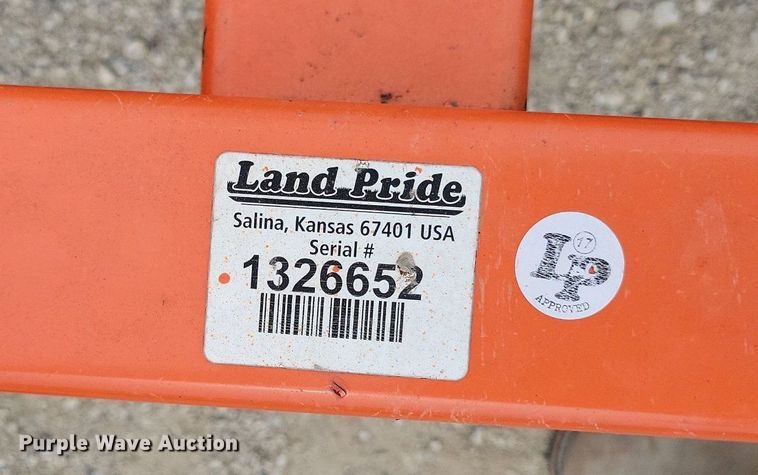 Land Pride
Salina, Kansas 67401 USA
Serial #
1326652
17
LP
APPROVED
Purple Wave Auction